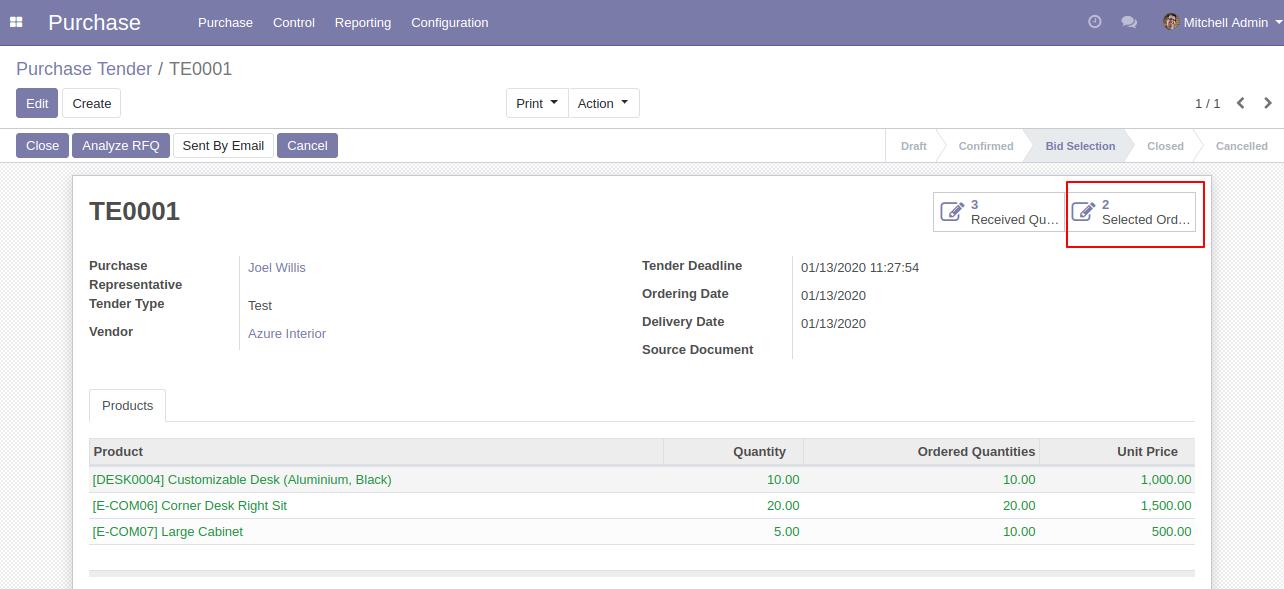 Purchase Purchase Control Reporting Configuration Mitchell Admin
Purchase Tender / TE0001
Edit Create Print Action 1 / 1
Close Analyze RFQ Sent By Email Cancel Draft Confirmed Bid Selection Closed Cancelled
TE0001
3
Received Qu...
2
Selected Ord...
Purchase Representative
Joel Willis
Tender Type
Test
Vendor
Azure Interior
Tender Deadline 01/13/2020 11:27:54
Ordering Date 01/13/2020
Delivery Date 01/13/2020
Source Document
Products
Product Quantity Ordered Quantities Unit Price
[DESK0004] Customizable Desk (Aluminium, Black) 10.00 10.00 1,000.00
[E-COM06] Corner Desk Right Sit 20.00 20.00 1,500.00
[E-COM07] Large Cabinet 5.00 10.00 500.00